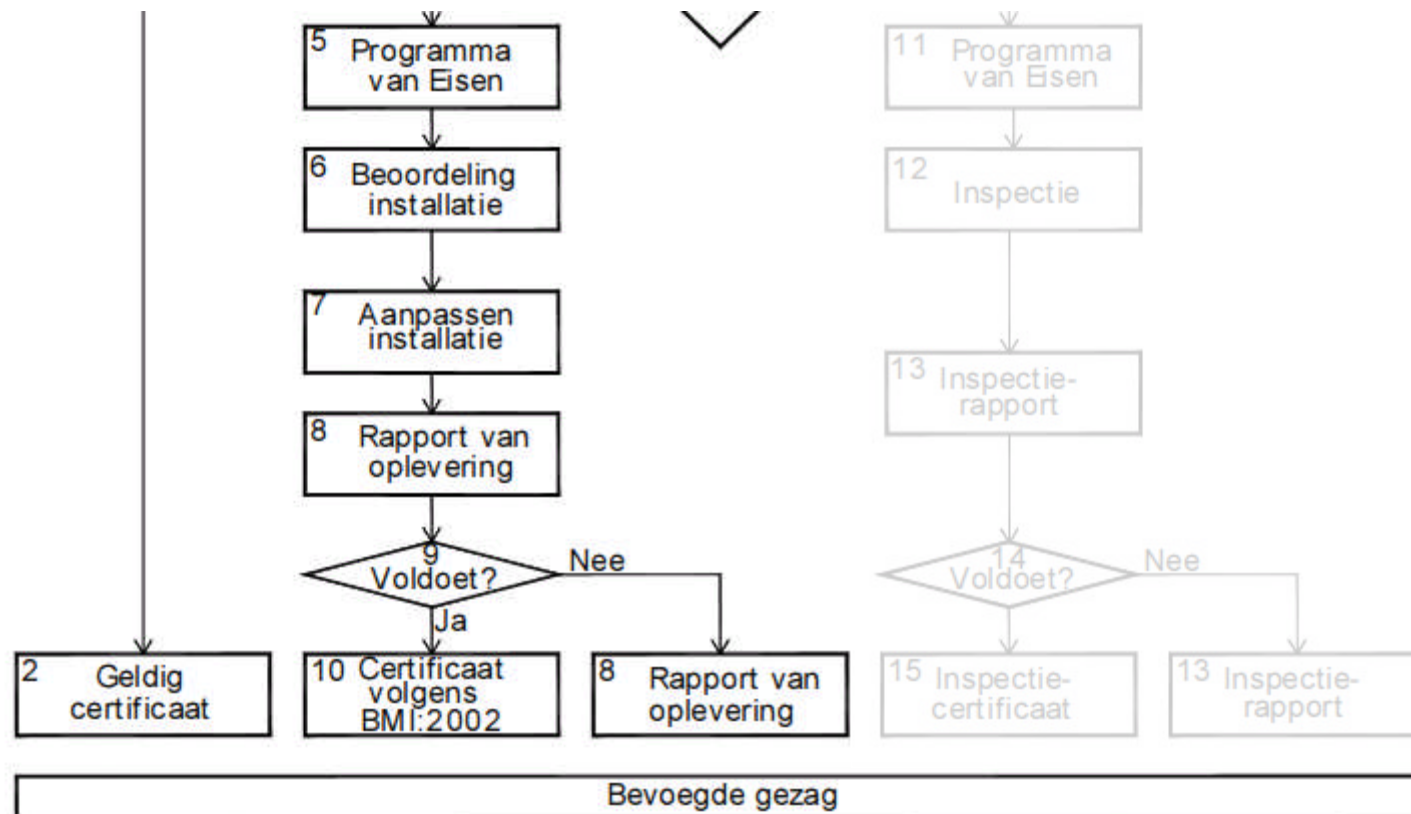 5 Programma
van Eisen
6 Beoordeling
installatie
7 Aanpassen
installatie
8 Rapport van
oplevering
9
Voldoet?
Nee
Ja
2 Geldig
certificaat
10 Certificaat
volgens
BMI:2002
8 Rapport van
oplevering
11 Programma
van Eisen
12 Inspectie
13 Inspectie-
rapport
14
Voldoet?
Nee
15 Inspectie-
certificaat
13 Inspectie-
rapport
Bevoegde gezag